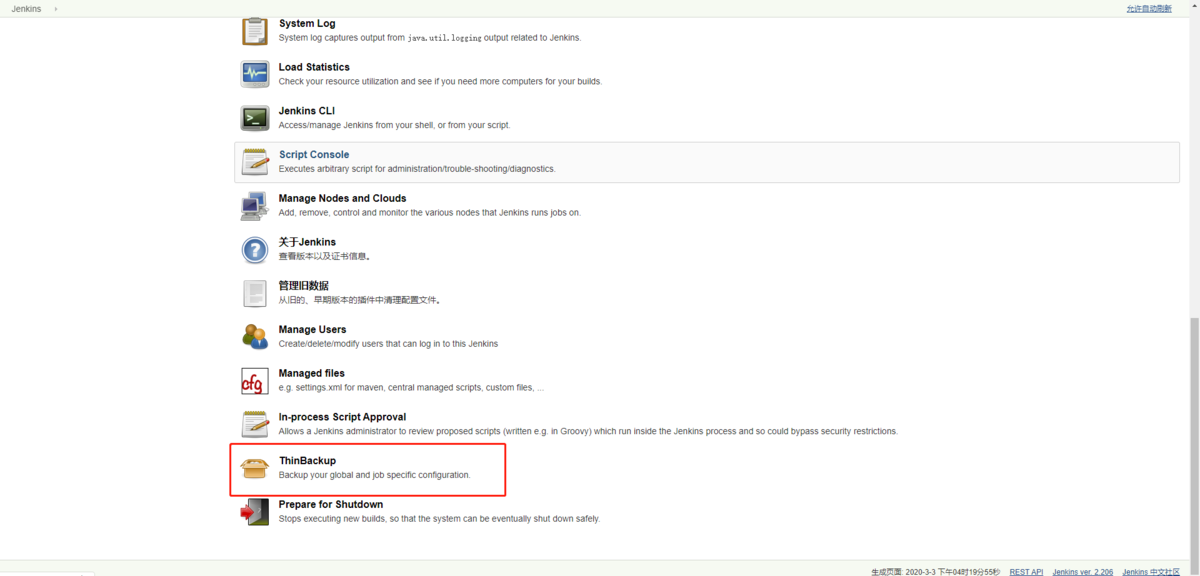 Jenkins
允许自动刷新
System Log
System log captures output from java.util.logging output related to Jenkins.
Load Statistics
Check your resource utilization and see if you need more computers for your builds.
Jenkins CLI
Access/manage Jenkins from your shell, or from your script.
Script Console
Executes arbitrary script for administration/trouble-shooting/diagnostics.
Manage Nodes and Clouds
Add, remove, control and monitor the various nodes that Jenkins runs jobs on.
关于Jenkins
查看版本以及证书信息。
管理旧数据
从旧的、早期版本的插件中清理配置文件。
Manage Users
Create/delete/modify users that can log in to this Jenkins
cfg
Managed files
e.g. settings.xml for maven, central managed scripts, custom files, ...
In-process Script Approval
Allows a Jenkins administrator to review proposed scripts (written e.g. in Groovy) which run inside the Jenkins process and so could bypass security restrictions.
ThinBackup
Backup your global and job specific configuration.
Prepare for Shutdown
Stops executing new builds, so that the system can be eventually shut down safely.
生成页面: 2020-3-3 下午04时19分55秒 REST API Jenkins ver. 2.206 Jenkins 中文社区